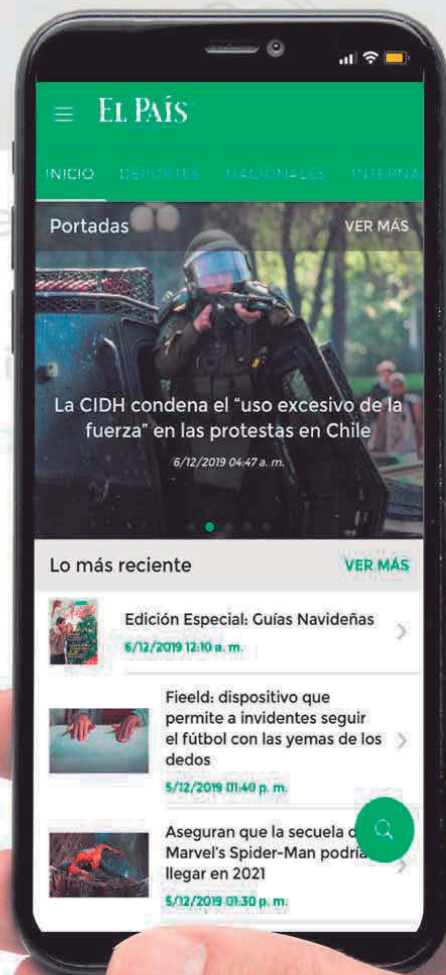 EL PAÍS
INICIO DEPORTES NACIONALES INTERNA
Portadas VER MÁS
La CIDH condena el "uso excesivo de la
fuerza" en las protestas en Chile
6/12/2019 04:47 a. m.
Lo más reciente VER MÁS
Edición Especial: Guías Navideñas
6/12/2019 12:10 a. m.
Fieeld: dispositivo que
permite a invidentes seguir
el fútbol con las yemas de los
dedos
5/12/2019 01:40 p. m.
Aseguran que la secuela d
Marvel's Spider-Man podría
llegar en 2021
5/12/2019 01:30 p. m.